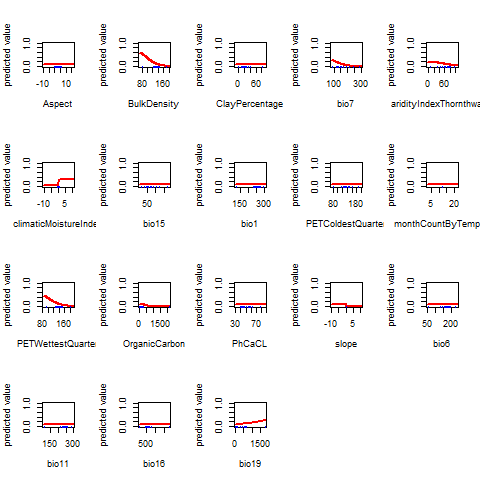 predicted value 0.0 1.0 -10 10 Aspect
predicted value 0.0 1.0 80 160 BulkDensity
predicted value 0.0 1.0 0 60 ClayPercentage
predicted value 0.0 1.0 100 300 bio7
predicted value 0.0 1.0 0 60 aridityIndexThornthwa
predicted value 0.0 1.0 -10 5 climaticMoistureInde
predicted value 0.0 1.0 50 bio15
predicted value 0.0 1.0 150 300 bio1
predicted value 0.0 1.0 80 180 PETColdestQuarte
predicted value 0.0 1.0 5 20 monthCountByTemp
predicted value 0.0 1.0 80 160 PETWettestQuarte
predicted value 0.0 1.0 0 1500 OrganicCarbon
predicted value 0.0 1.0 30 70 PhCaCL
predicted value 0.0 1.0 -10 5 slope
predicted value 0.0 1.0 50 200 bio6
predicted value 0.0 1.0 150 300 bio11
predicted value 0.0 1.0 500 bio16
predicted value 0.0 1.0 0 1500 bio19